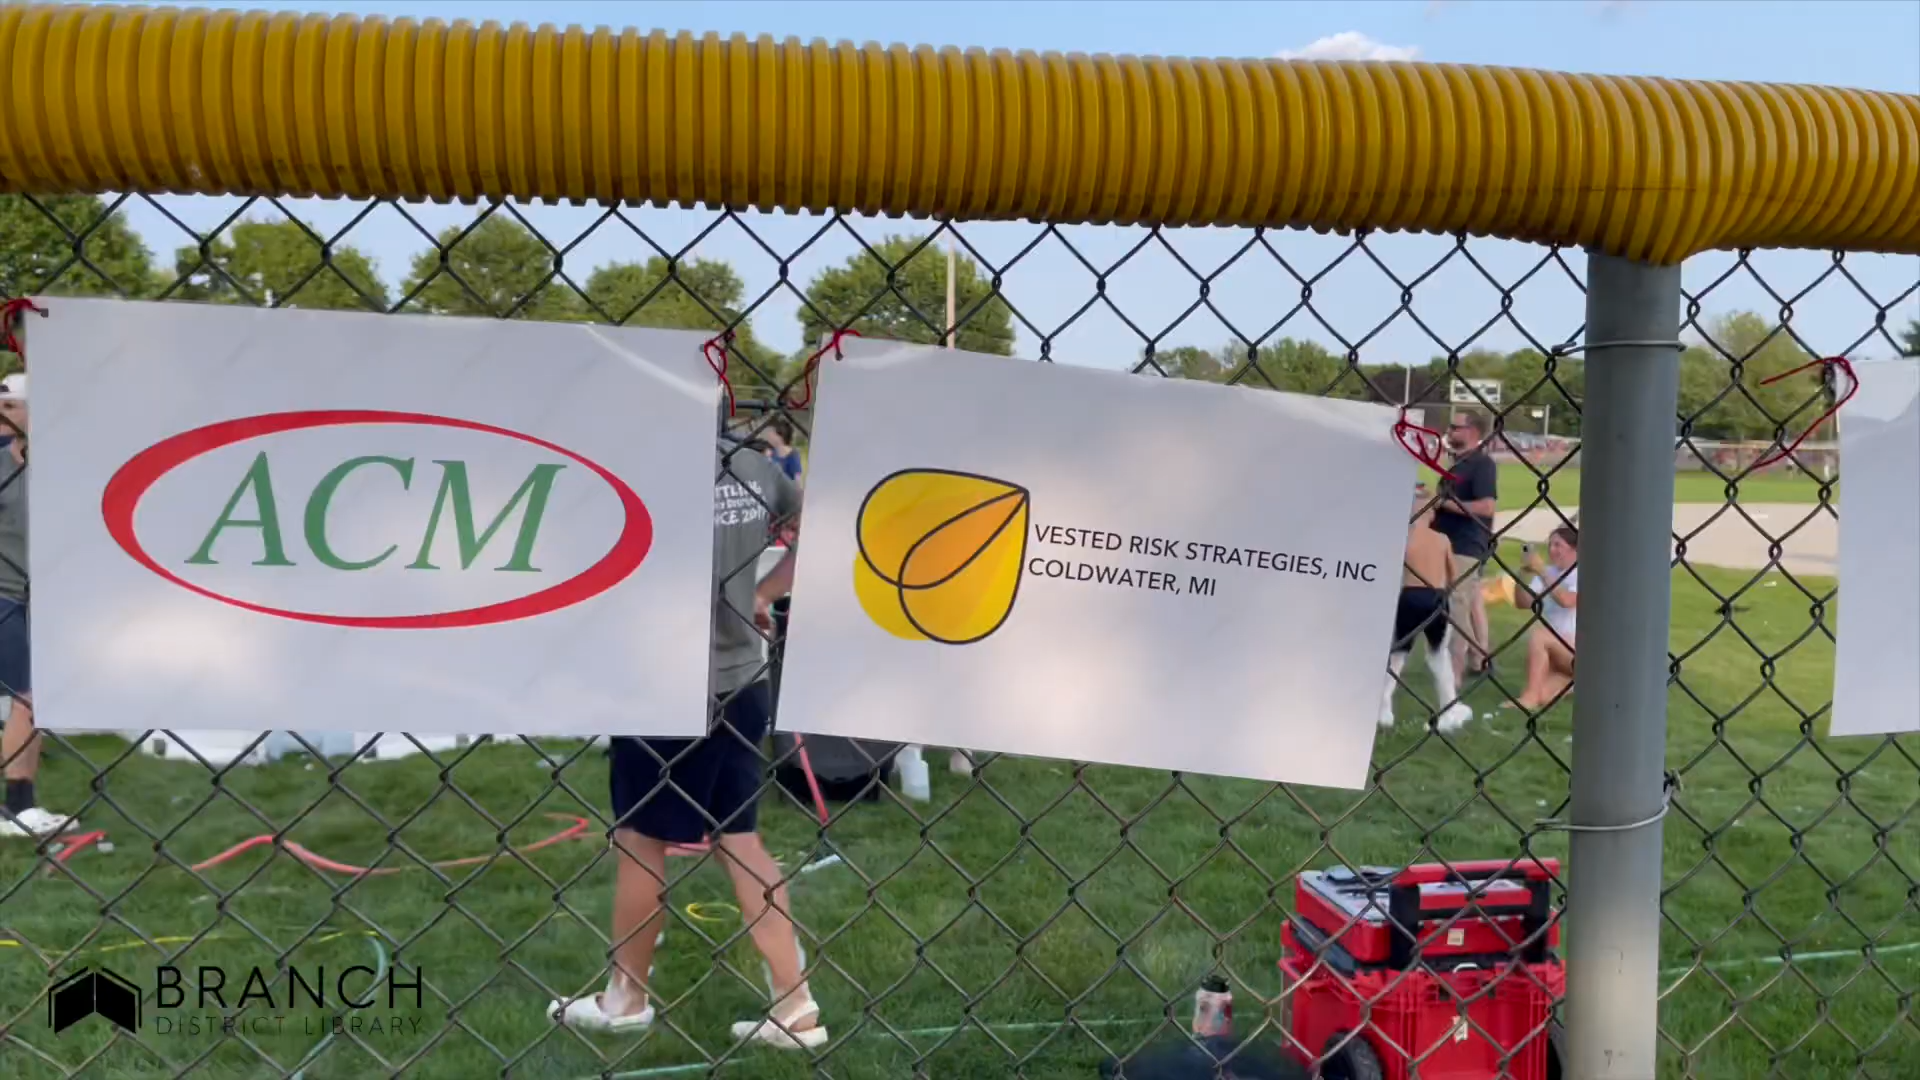 ACM
VESTED RISK STRATEGIES, INC
COLDWATER, MI
BRANCH
DISTRICT LIBRARY